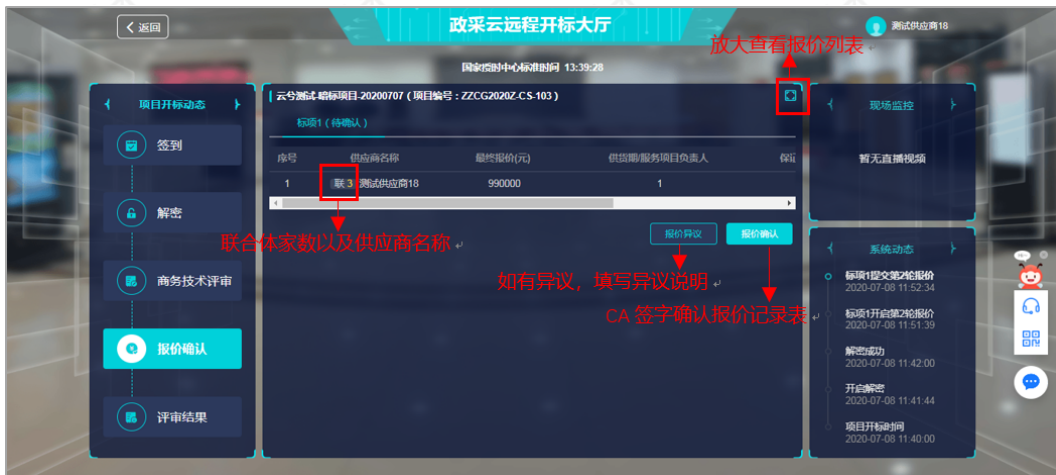 返回
政采云远程开标大厅
测试供应商18
放大查看报价列表
国家授时中心标准时间 13:39:28
项目开标动态
签到
解密
商务技术评审
报价确认
评审结果
云兮测试-暗标项目-20200707 ( 项目编号 : ZZCG2020Z-CS-103 )
标项1 ( 待确认 )
序号 供应商名称 最终报价(元) 供货期/服务项目负责人 保证
1 联 3 测试供应商18 990000 1
报价异议 报价确认
联合体家数以及供应商名称
如有异议，填写异议说明
CA 签字确认报价记录表
现场监控
暂无直播视频
系统动态
标项1提交第2轮报价
2020-07-08 11:52:34
标项1开启第2轮报价
2020-07-08 11:51:39
解密成功
2020-07-08 11:42:00
开启解密
2020-07-08 11:41:44
项目开标时间
2020-07-08 11:40:00